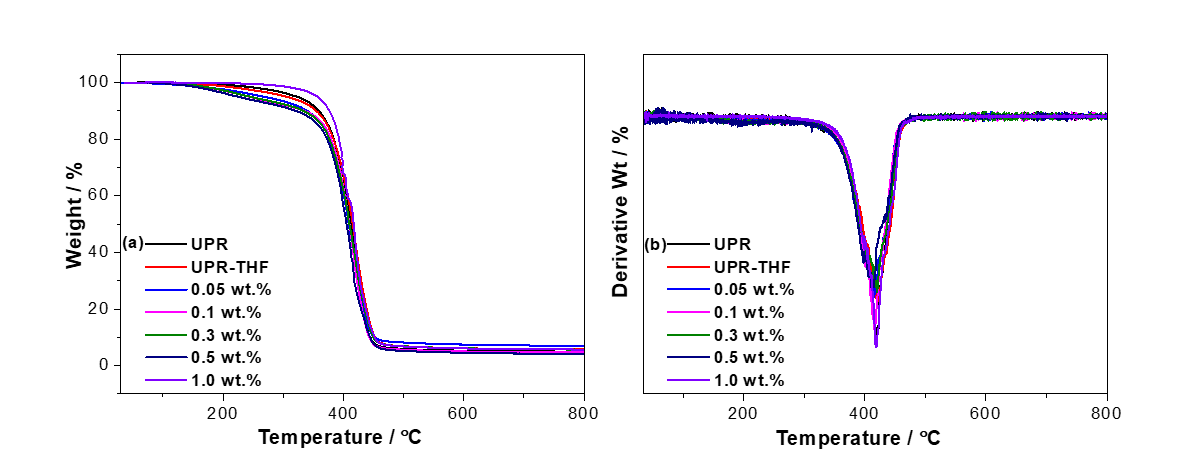 100
80
60
40
20
0
Weight / %
(a)
UPR
UPR-THF
0.05 wt.%
0.1 wt.%
0.3 wt.%
0.5 wt.%
1.0 wt.%
200
400
600
800
Temperature / °C
Derivative Wt / %
(b)
UPR
UPR-THF
0.05 wt.%
0.1 wt.%
0.3 wt.%
0.5 wt.%
1.0 wt.%
200
400
600
800
Temperature / °C